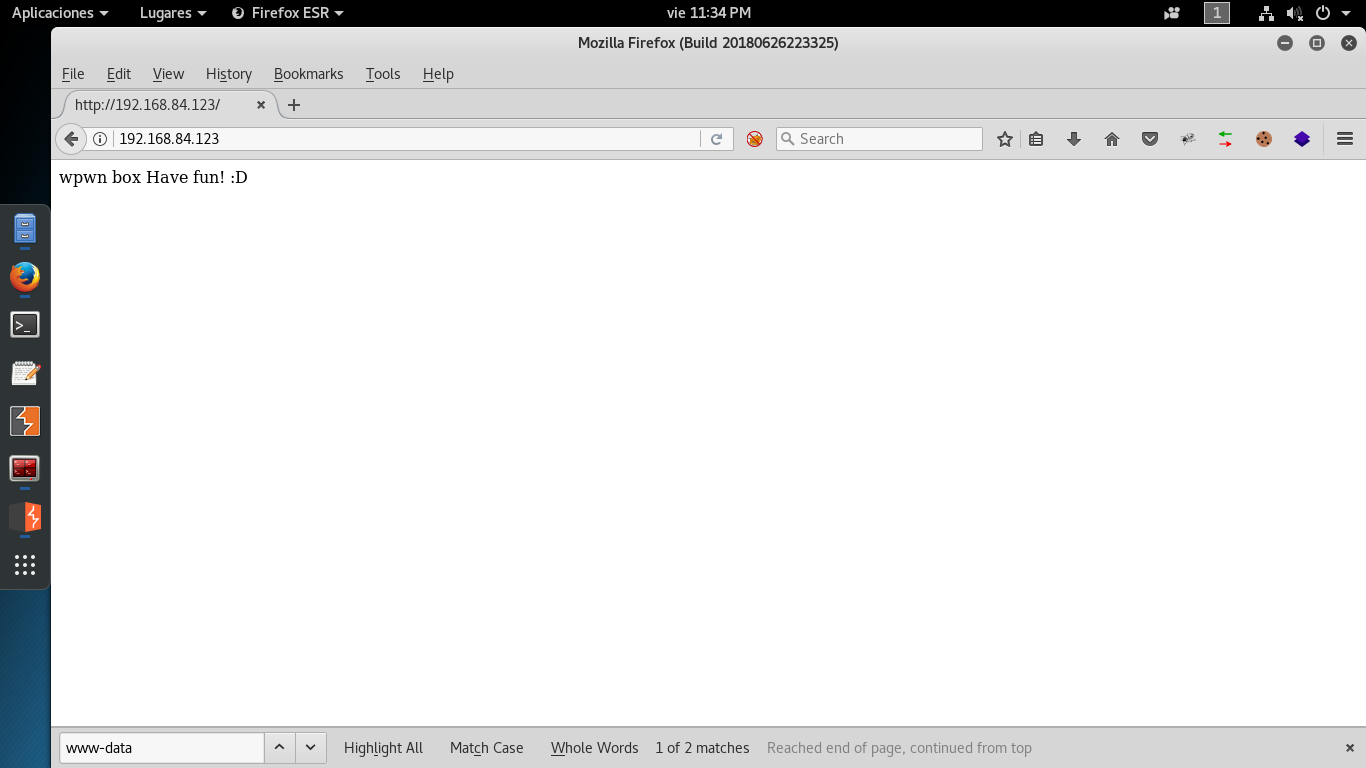 Aplicaciones Lugares Firefox ESR vie 11:34 PM 1
Mozilla Firefox (Build 20180626223325)
File Edit View History Bookmarks Tools Help
http://192.168.84.123/
192.168.84.123 Search
wpwn box Have fun! :D
www-data Highlight All Match Case Whole Words 1 of 2 matches Reached end of page, continued from top